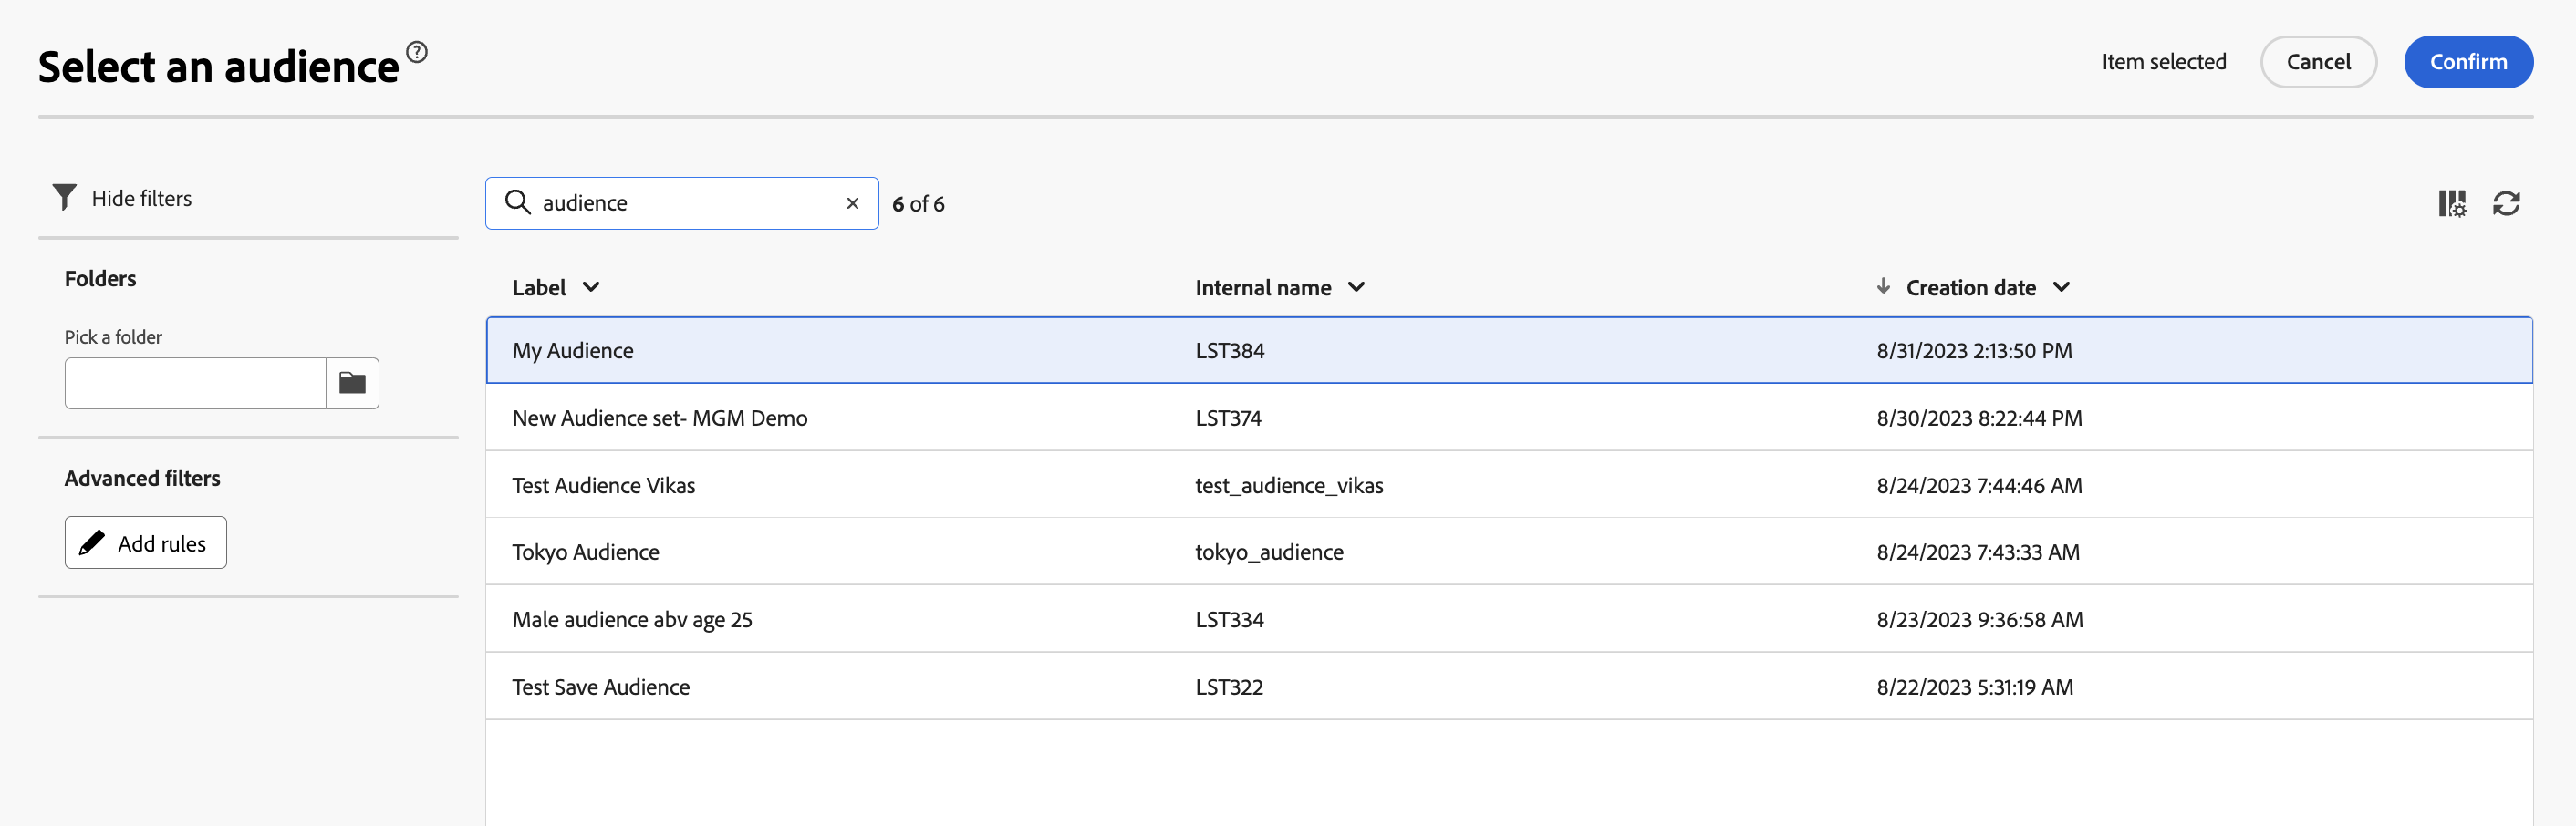 Select an audience
Item selected
Cancel
Confirm
Hide filters
audience
6 of 6
Folders
Pick a folder
Advanced filters
Add rules
Label Internal name Creation date
My Audience LST384 8/31/2023 2:13:50 PM
New Audience set- MGM Demo LST374 8/30/2023 8:22:44 PM
Test Audience Vikas test_audience_vikas 8/24/2023 7:44:46 AM
Tokyo Audience tokyo_audience 8/24/2023 7:43:33 AM
Male audience abv age 25 LST334 8/23/2023 9:36:58 AM
Test Save Audience LST322 8/22/2023 5:31:19 AM